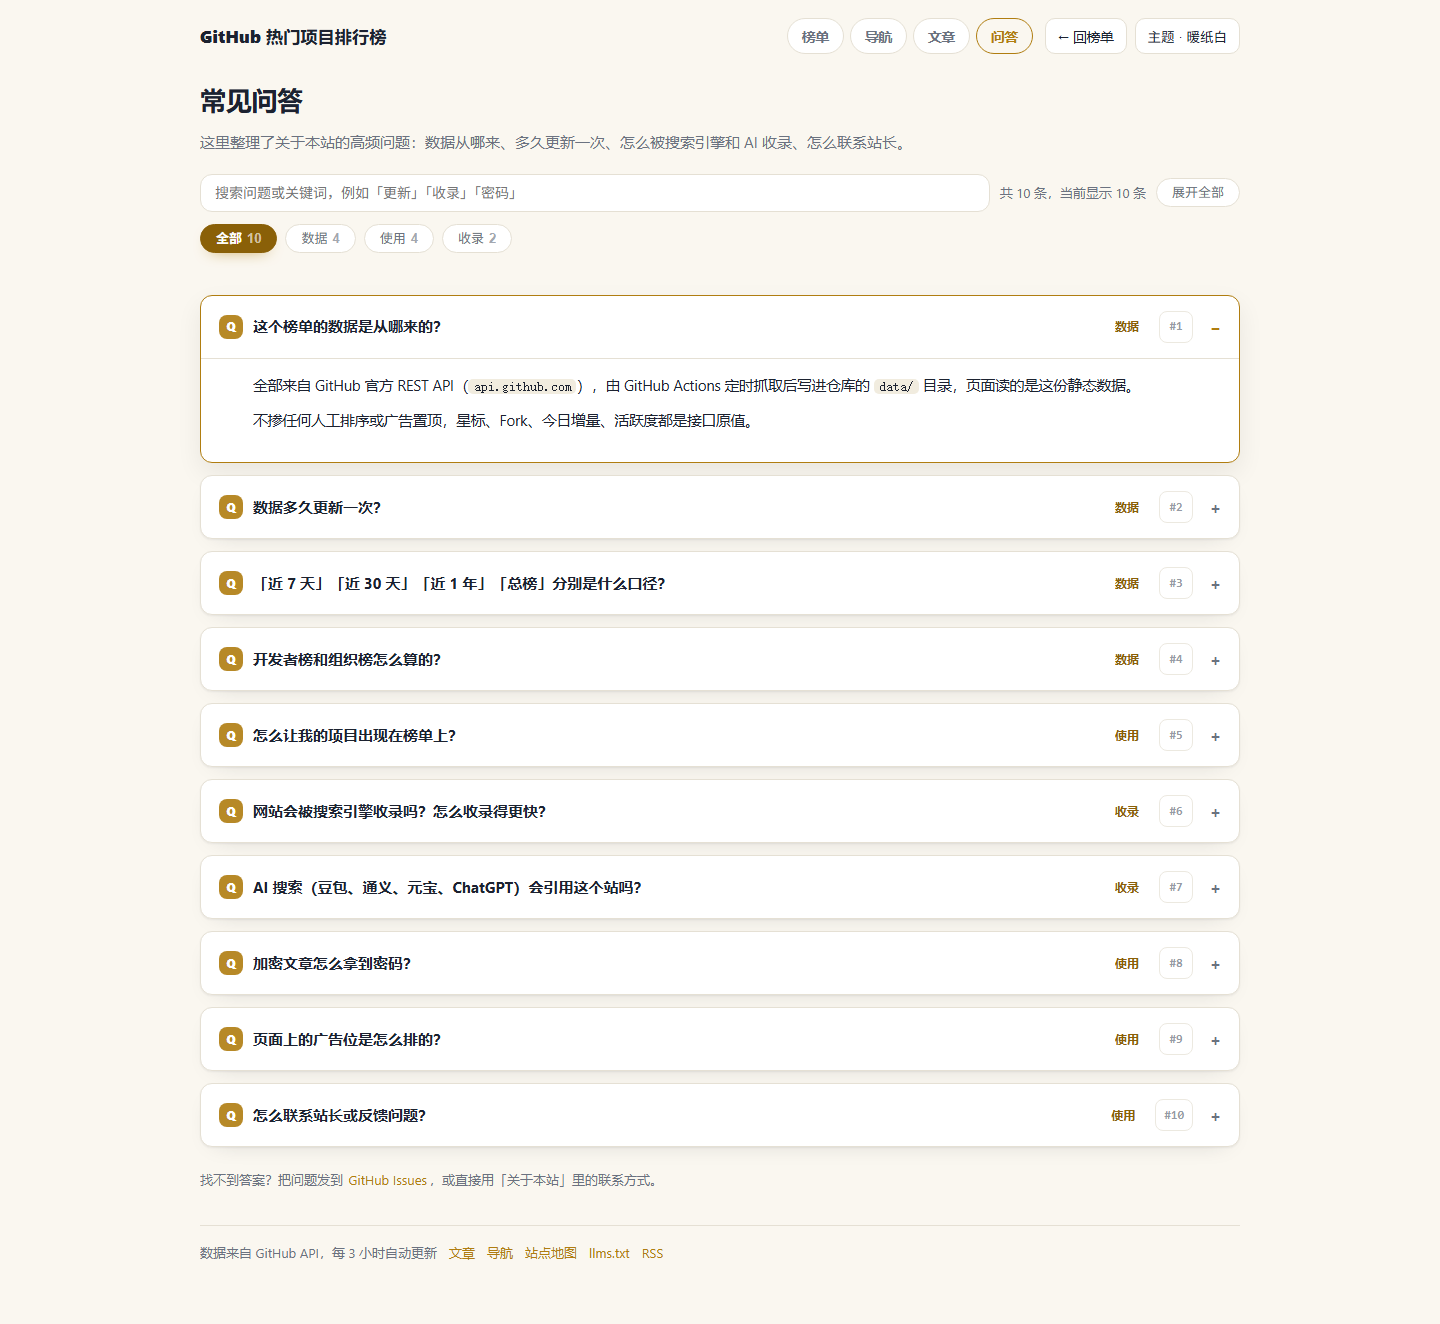 GitHub 热门项目排行榜
榜单 导航 文章 问答 ← 回榜单 主题 · 暖纸白
常见问答
这里整理了关于本站的高频问题：数据从哪来、多久更新一次、怎么被搜索引擎和 AI 收录、怎么联系站长。
搜索问题或关键词，例如「更新」「收录」「密码」 共 10 条，当前显示 10 条 展开全部
全部 10 数据 4 使用 4 收录 2
Q 这个榜单的数据是从哪来的？ 数据 #1 −
全部来自 GitHub 官方 REST API（api.github.com），由 GitHub Actions 定时抓取后写进仓库的 data/ 目录，页面读的是这份静态数据。
不掺任何人工排序或广告置顶，星标、Fork、今日增量、活跃度都是接口原值。
Q 数据多久更新一次？ 数据 #2 +
Q 「近 7 天」「近 30 天」「近 1 年」「总榜」分别是什么口径？ 数据 #3 +
Q 开发者榜和组织榜怎么算的？ 数据 #4 +
Q 怎么让我的项目出现在榜单上？ 使用 #5 +
Q 网站会被搜索引擎收录吗？怎么收录得更快？ 收录 #6 +
Q AI 搜索（豆包、通义、元宝、ChatGPT）会引用这个站吗？ 收录 #7 +
Q 加密文章怎么拿到密码？ 使用 #8 +
Q 页面上的广告位是怎么排的？ 使用 #9 +
Q 怎么联系站长或反馈问题？ 使用 #10 +
找不到答案？把问题发到 GitHub Issues，或直接用「关于本站」里的联系方式。
数据来自 GitHub API，每 3 小时自动更新 文章 导航 站点地图 llms.txt RSS